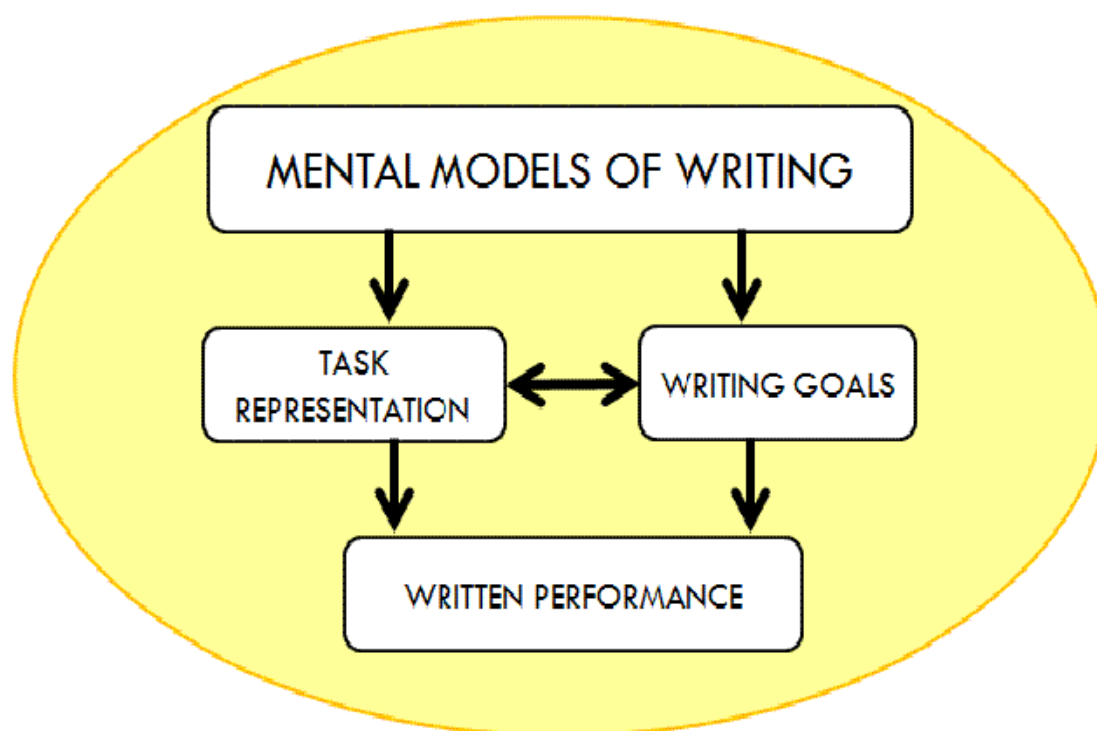 MENTAL MODELS OF WRITING
TASK
REPRESENTATION
WRITING GOALS
WRITTEN PERFORMANCE